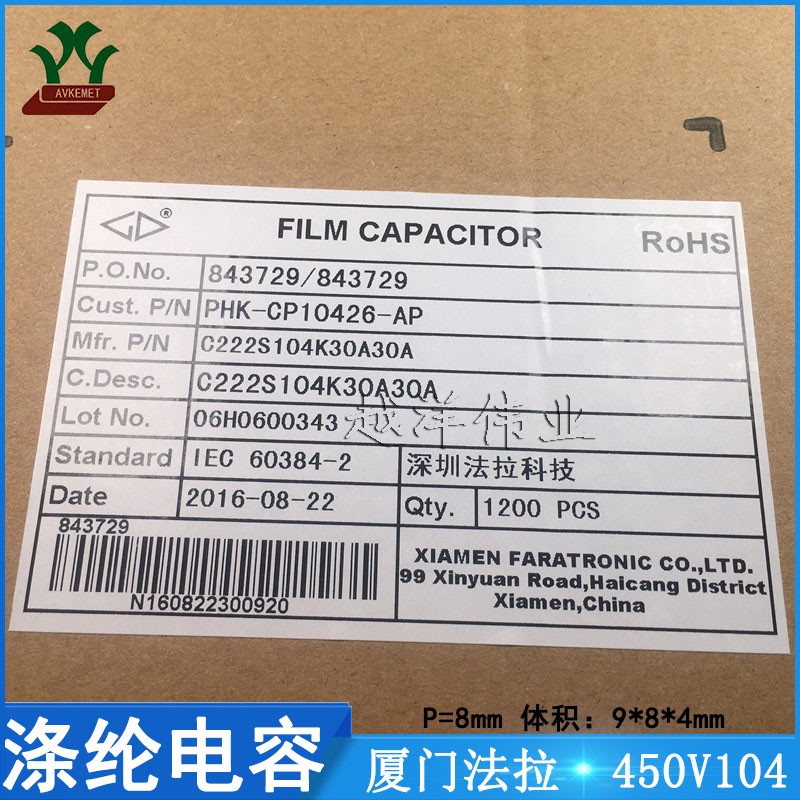 AVKEMET
GD® FILM CAPACITOR RoHS
P.O.No. 843729/843729
Cust. P/N PHK-CP10426-AP
Mfr. P/N C222S104K30A30A
C.Desc. C222S104K30A30A
Lot No. 06H0600343
越洋伟业
Standard IEC 60384-2 深圳法拉科技
Date 2016-08-22 Qty. 1200 PCS
843729
N160822300920
XIAMEN FARATRONIC CO.,LTD.
99 Xinyuan Road,Haicang District
Xiamen,China
P=8mm 体积：9*8*4mm
涤纶电容 厦门法拉 . 450V104